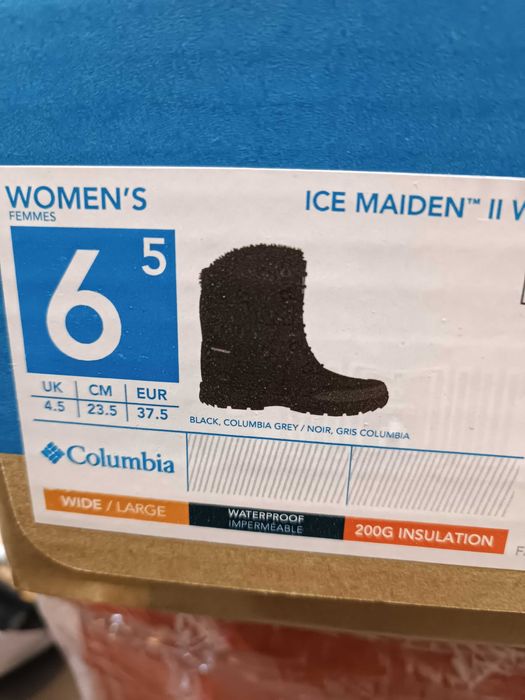 WOMEN'S
FEMMES
ICE MAIDEN™ II W
6 5
UK CM EUR
4.5 23.5 37.5
BLACK, COLUMBIA GREY / NOIR, GRIS COLUMBIA
Columbia
WIDE / LARGE
WATERPROOF
IMPERMÉABLE
200G INSULATION